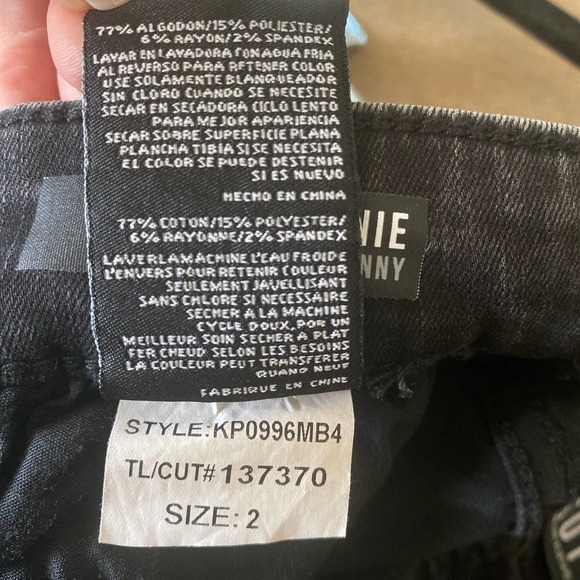 77% ALGODON/15% POLIESTER/
6% RAYON/2% SPANDEX
LAVAR EN LAVADORA CON AGUA FRIA
AL REVERSO PARA RETENER COLOR
USE SOLAMENTE BLANQUEADOR
SIN CLORO CUANDO SE NECESITE
SECAR EN SECADORA CICLO LENTO
PARA MEJOR APARIENCIA
SECAR SOBRE SUPERFICIE PLANA
PLANCHA TIBIA SI SE NECESITA
EL COLOR SE PUEDE DESTENIR
SI ES NUEVO
HECHO EN CHINA
77% COTON/15% POLYESTER/
6% RAYONNE/2% SPANDEX
LAVER LA MACHINE L'EAU FROIDE
L'ENVERS POUR RETENIR COULEUR
SEULEMENT JAVELLISANT
SANS CHLORE SI NECESSAIRE
SECHER A LA MACHINE
CYCLE DOUX, POR UN
MEILLEUR SOIN SECHER A PLAT
FER CHEUD SELON LES BESOINS
LA COULEUR PEUT TRANSFERER
QUAND NEUF
FABRIQUE EN CHINE
NIE
NNY
STYLE:KP0996MB4
TL/CUT# 137370
SIZE: 2